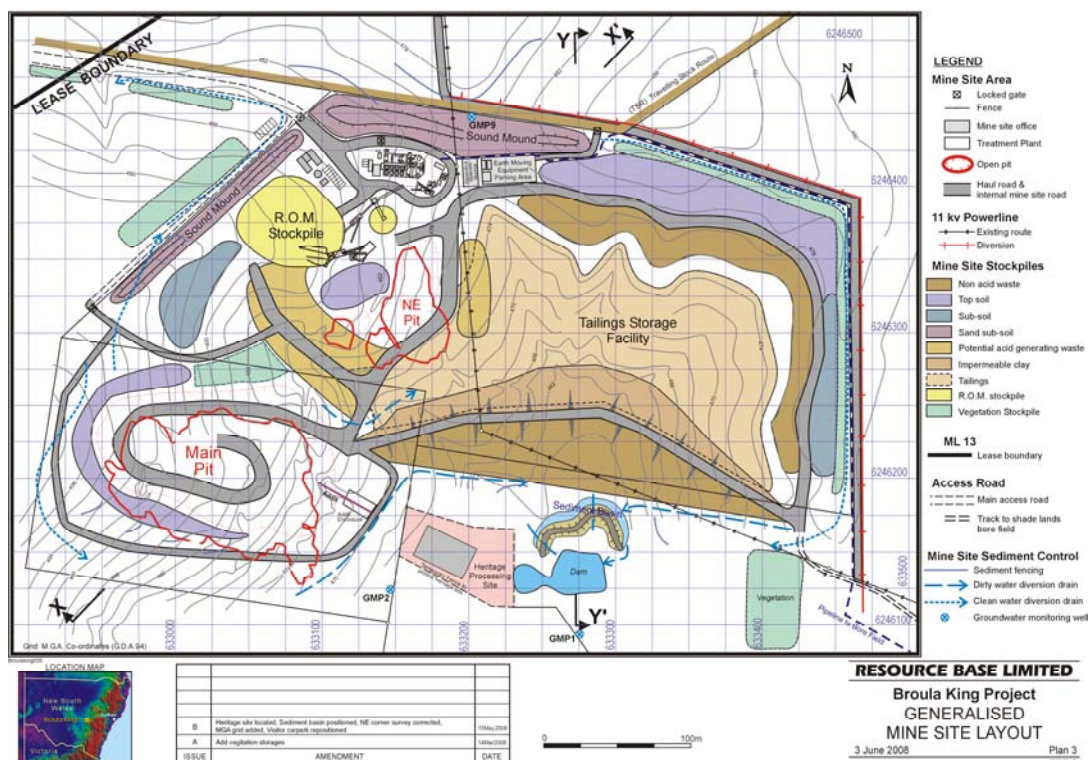 LEASE BOUNDARY
Y
X'
6246500
(TSR) Travelling Stock Route
N
GMP9
Sound Mound
Earth Moving
Equipment
Parking Area
6246400
Sound Mound
R.O.M.
Stockpile
NE
Pit
Tailings Storage
Facility
6246300
Main
Pit
6246200
Sediment Basin
Heritage
Processing
Site
Dam
Vegetation
GMP2
X
Y'
GMP1
633000
633100
633200
633300
633400
633500
6246100
Pipeline to Bore Field
Grid: M.G.A. Co-ordinates (G.D.A.94)
LEGEND
Mine Site Area
Locked gate
Fence
Mine site office
Treatment Plant
Open pit
Haul road &
internal mine site road
11 kv Powerline
Existing route
Diversion
Mine Site Stockpiles
Non acid waste
Top soil
Sub-soil
Sand sub-soil
Potential acid generating waste
Impermeable clay
Tailings
R.O.M. stockpile
Vegetation Stockpile
ML 13
Lease boundary
Access Road
Main access road
Track to shade lands
bore field
Mine Site Sediment Control
Sediment fencing
Dirty water diversion drain
Clean water diversion drain
Groundwater monitoring well
LOCATION MAP
New South
Wales
Victoria
B Heritage site located. Sediment basin positioned, NE corner survey corrected,
MGA grid added. Visitor carpark repositioned
A Add vegitation storages
ISSUE AMENDMENT DATE
0 100m
RESOURCE BASE LIMITED
Broula King Project
GENERALISED
MINE SITE LAYOUT
3 June 2008 Plan 3